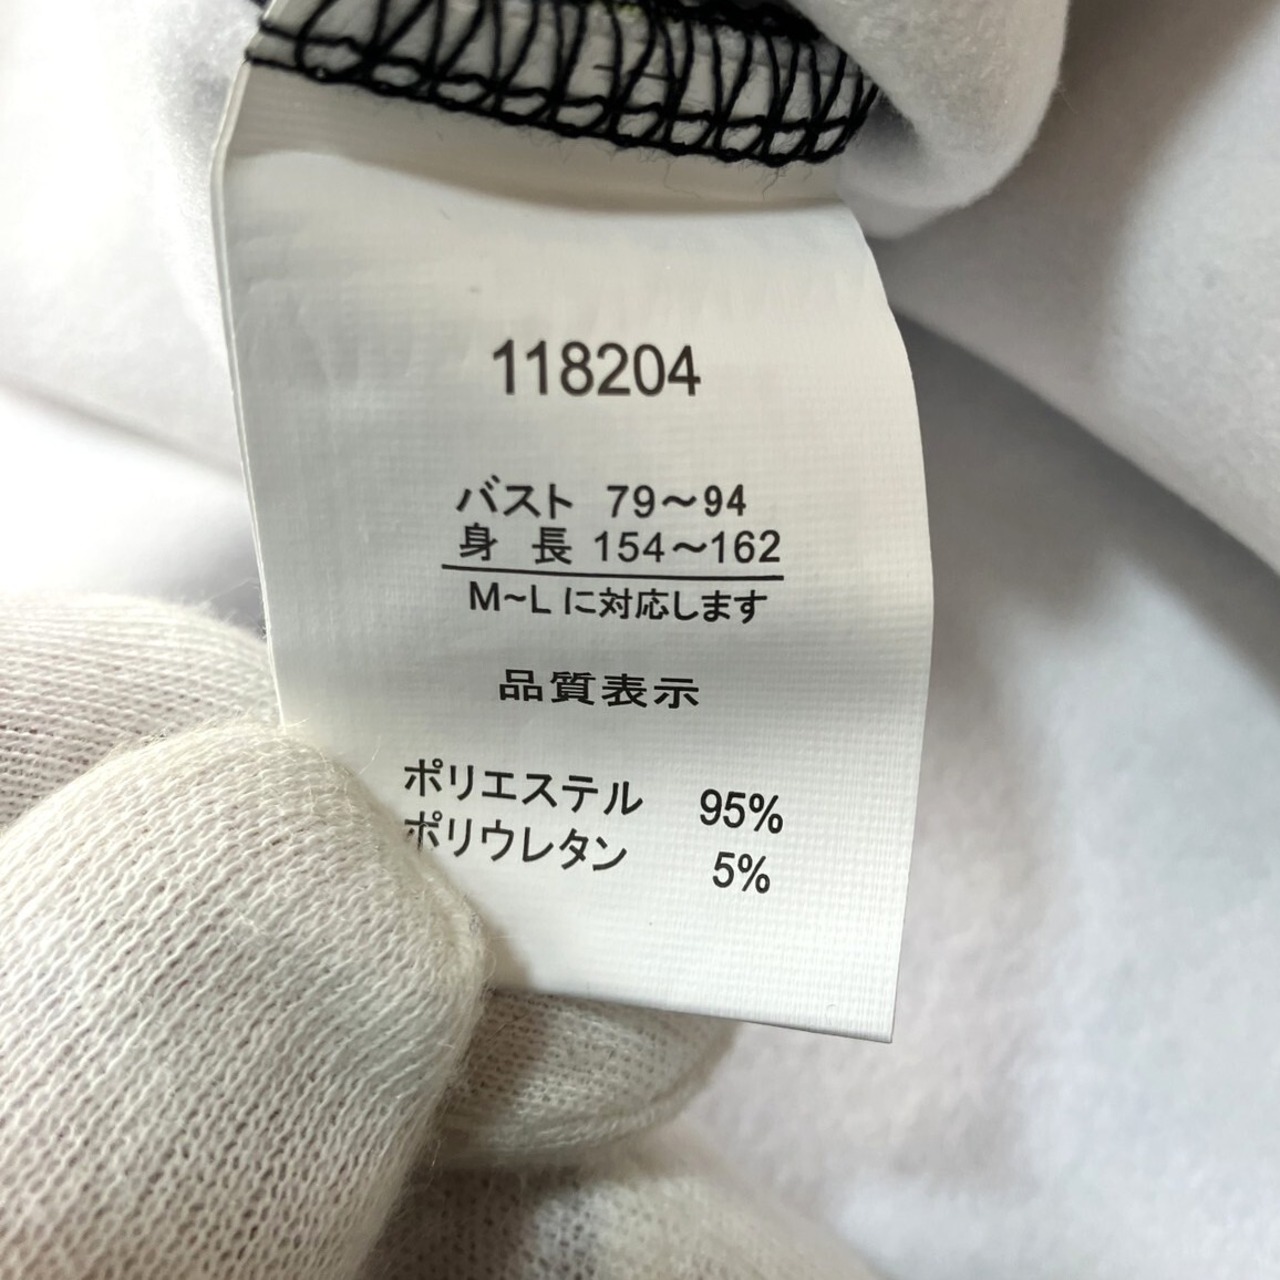 118204
バスト 79～94
身 長 154～162
M~Lに対応します
品質表示
ポリエステル 95%
ポリウレタン 5%